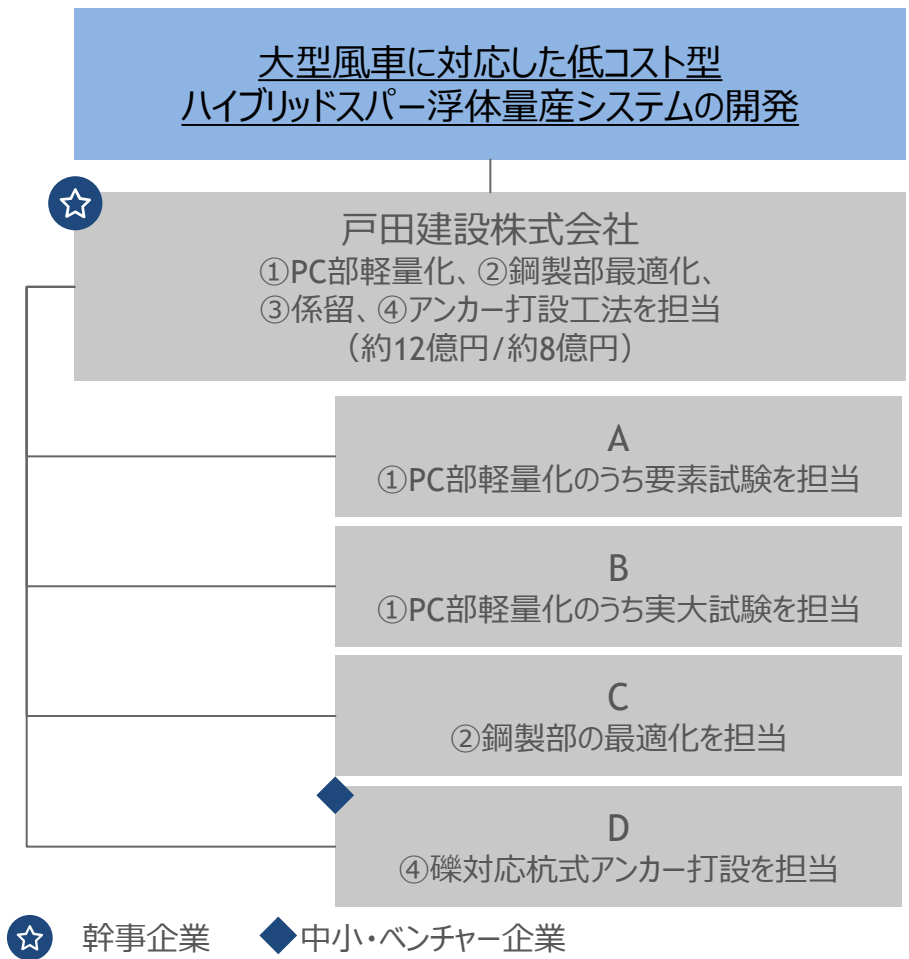 大型風車に対応した低コスト型
ハイブリッドスパー浮体量産システムの開発
戸田建設株式会社
①PC部軽量化、②鋼製部最適化、
③係留、④アンカー打設工法を担当
（約12億円/約8億円）
A
①PC部軽量化のうち要素試験を担当
B
①PC部軽量化のうち実大試験を担当
C
②鋼製部の最適化を担当
D
④礫対応杭式アンカー打設を担当
幹事企業 中小・ベンチャー企業